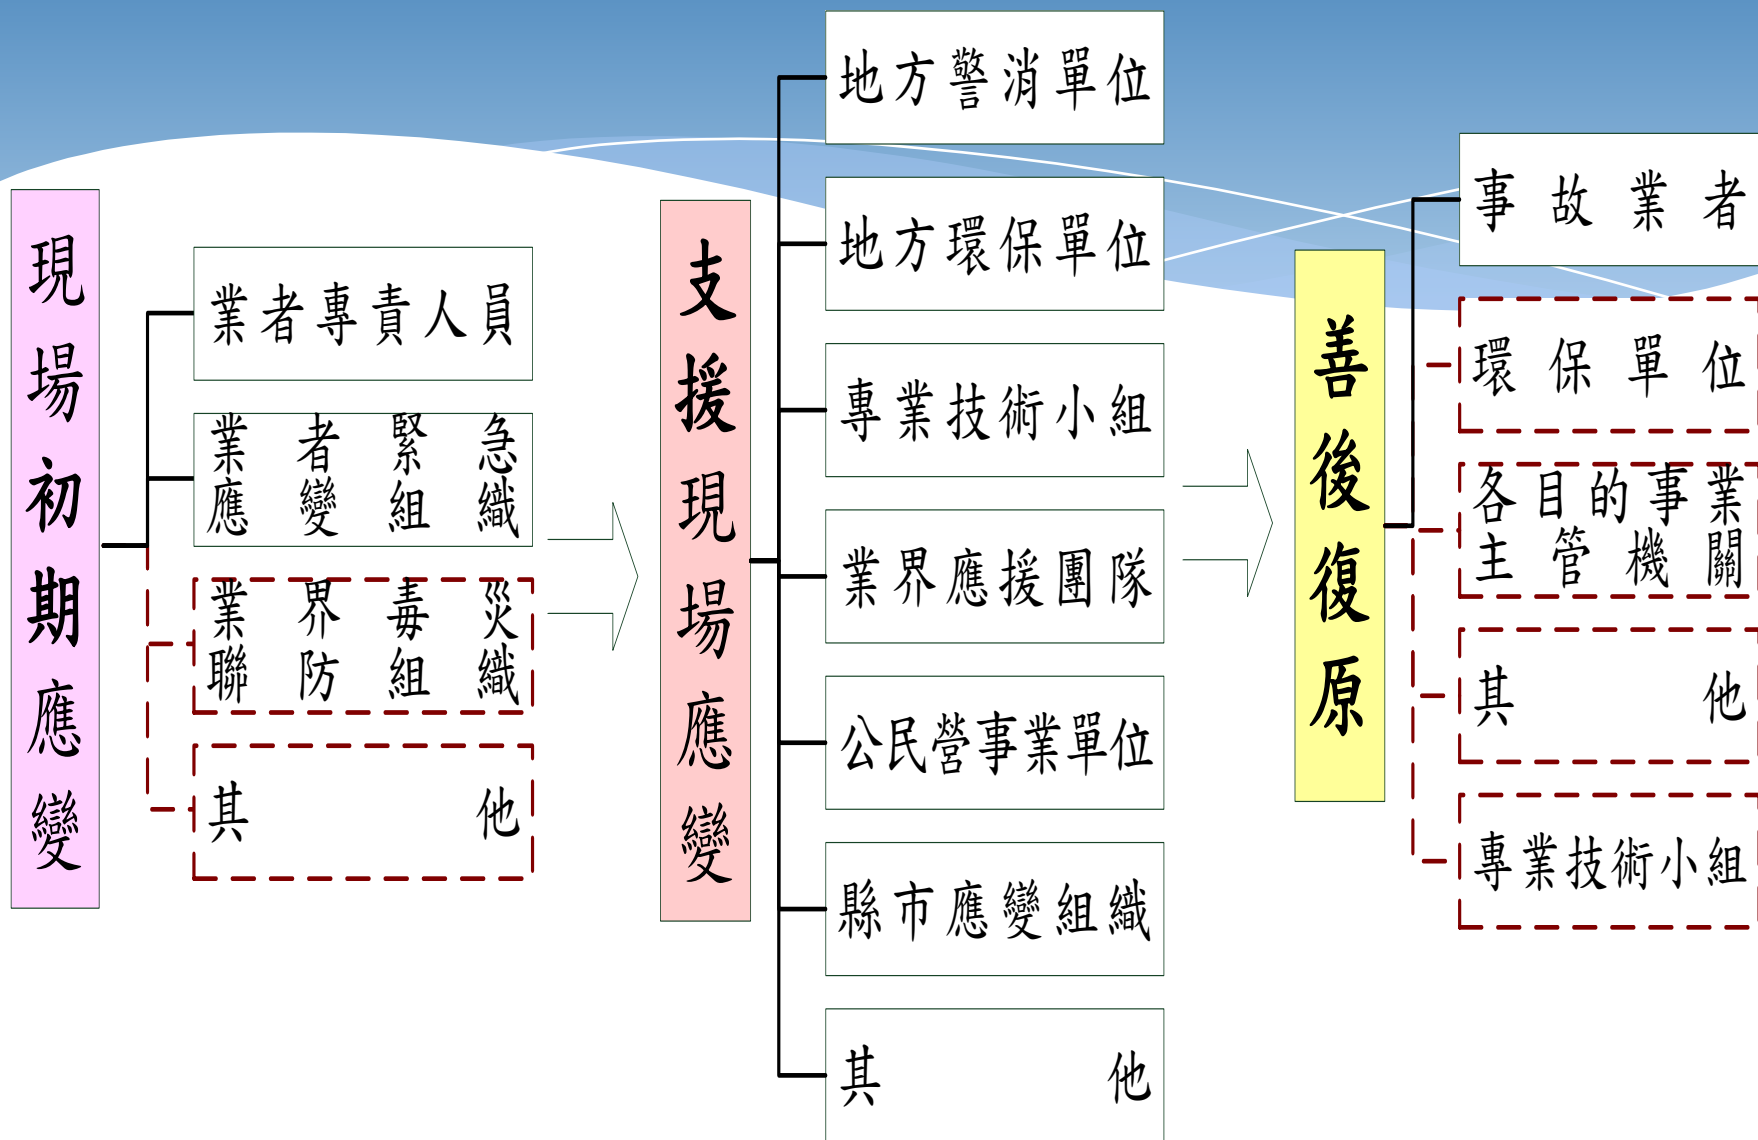 現場初期應變
業者專責人員
業者緊急
應變組織
業界毒災
聯防組織
其他
支援現場應變
地方警消單位
地方環保單位
專業技術小組
業界應援團隊
公民營事業單位
縣市應變組織
其他
善後復原
事故業者
環保單位
各目的事業
主管機關
其他
專業技術小組